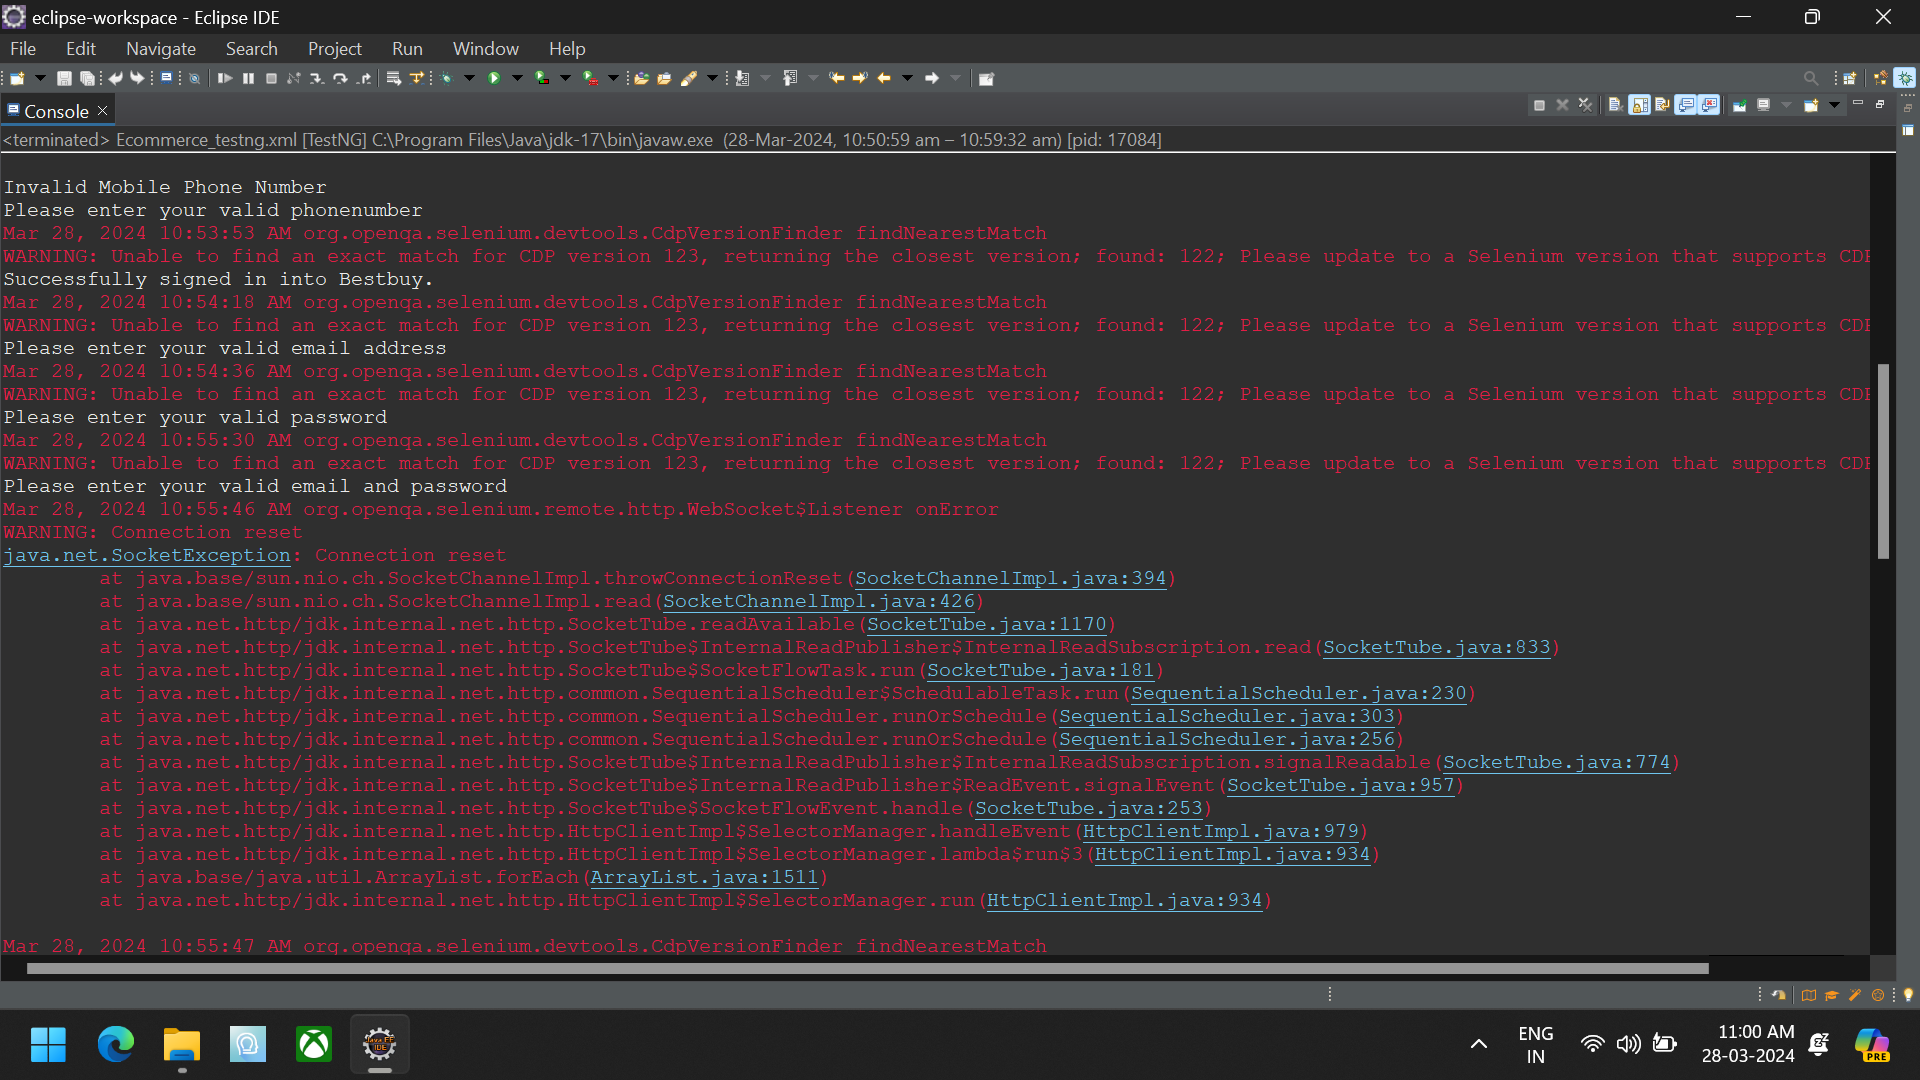 eclipse-workspace - Eclipse IDE
File Edit Navigate Search Project Run Window Help
Console
<terminated> Ecommerce_testng.xml [TestNG] C:\Program Files\Java\jdk-17\bin\javaw.exe (28-Mar-2024, 10:50:59 am – 10:59:32 am) [pid: 17084]
Invalid Mobile Phone Number
Please enter your valid phonenumber
Mar 28, 2024 10:53:53 AM org.openqa.selenium.devtools.CdpVersionFinder findNearestMatch
WARNING: Unable to find an exact match for CDP version 123, returning the closest version; found: 122; Please update to a Selenium version that supports CDP
Successfully signed in into Bestbuy.
Mar 28, 2024 10:54:18 AM org.openqa.selenium.devtools.CdpVersionFinder findNearestMatch
WARNING: Unable to find an exact match for CDP version 123, returning the closest version; found: 122; Please update to a Selenium version that supports CDP
Please enter your valid email address
Mar 28, 2024 10:54:36 AM org.openqa.selenium.devtools.CdpVersionFinder findNearestMatch
WARNING: Unable to find an exact match for CDP version 123, returning the closest version; found: 122; Please update to a Selenium version that supports CDP
Please enter your valid password
Mar 28, 2024 10:55:30 AM org.openqa.selenium.devtools.CdpVersionFinder findNearestMatch
WARNING: Unable to find an exact match for CDP version 123, returning the closest version; found: 122; Please update to a Selenium version that supports CDP
Please enter your valid email and password
Mar 28, 2024 10:55:46 AM org.openqa.selenium.remote.http.WebSocket$Listener onError
WARNING: Connection reset
java.net.SocketException: Connection reset
at java.base/sun.nio.ch.SocketChannelImpl.throwConnectionReset(SocketChannelImpl.java:394)
at java.base/sun.nio.ch.SocketChannelImpl.read(SocketChannelImpl.java:426)
at java.net.http/jdk.internal.net.http.SocketTube.readAvailable(SocketTube.java:1170)
at java.net.http/jdk.internal.net.http.SocketTube$InternalReadPublisher$InternalReadSubscription.read(SocketTube.java:833)
at java.net.http/jdk.internal.net.http.SocketTube$SocketFlowTask.run(SocketTube.java:181)
at java.net.http/jdk.internal.net.http.common.SequentialScheduler$SchedulableTask.run(SequentialScheduler.java:230)
at java.net.http/jdk.internal.net.http.common.SequentialScheduler.runOrSchedule(SequentialScheduler.java:303)
at java.net.http/jdk.internal.net.http.common.SequentialScheduler.runOrSchedule(SequentialScheduler.java:256)
at java.net.http/jdk.internal.net.http.SocketTube$InternalReadPublisher$InternalReadSubscription.signalReadable(SocketTube.java:774)
at java.net.http/jdk.internal.net.http.SocketTube$InternalReadPublisher$ReadEvent.signalEvent(SocketTube.java:957)
at java.net.http/jdk.internal.net.http.SocketTube$SocketFlowEvent.handle(SocketTube.java:253)
at java.net.http/jdk.internal.net.http.HttpClientImpl$SelectorManager.handleEvent(HttpClientImpl.java:979)
at java.net.http/jdk.internal.net.http.HttpClientImpl$SelectorManager.lambda$run$3(HttpClientImpl.java:934)
at java.base/java.util.ArrayList.forEach(ArrayList.java:1511)
at java.net.http/jdk.internal.net.http.HttpClientImpl$SelectorManager.run(HttpClientImpl.java:934)
Mar 28, 2024 10:55:47 AM org.openqa.selenium.devtools.CdpVersionFinder findNearestMatch
Java EE
IDE
ENG
IN
11:00 AM
28-03-2024
PRE